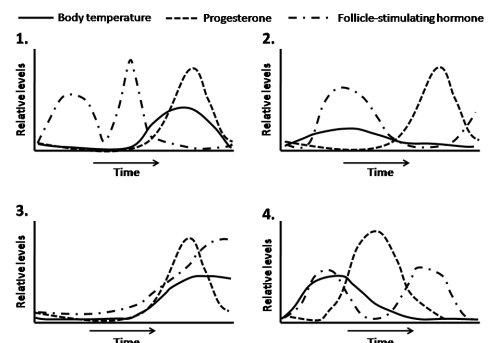 Body temperature Progesterone Follicle-stimulating hormone
1. 2.
Relative levels Relative levels
Time Time
3. 4.
Relative levels Relative levels
Time Time